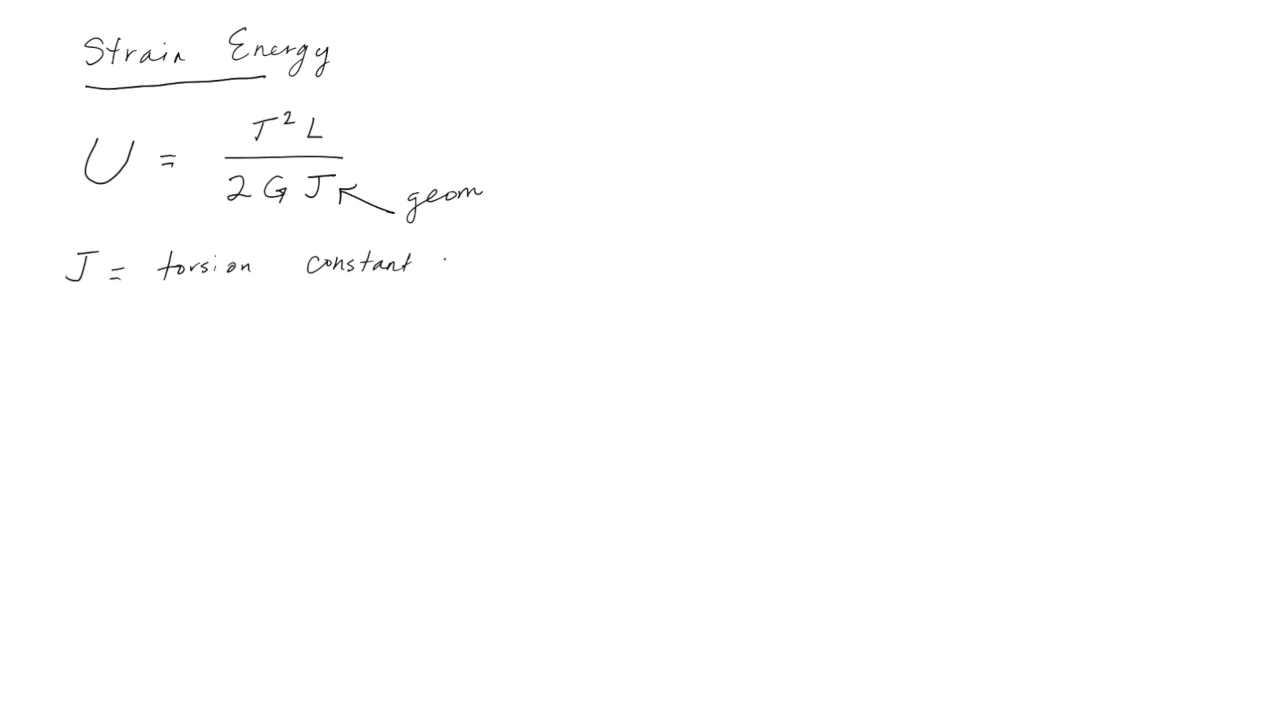 Strain Energy
U = T² L / 2 G J ← geom
J = torsion constant